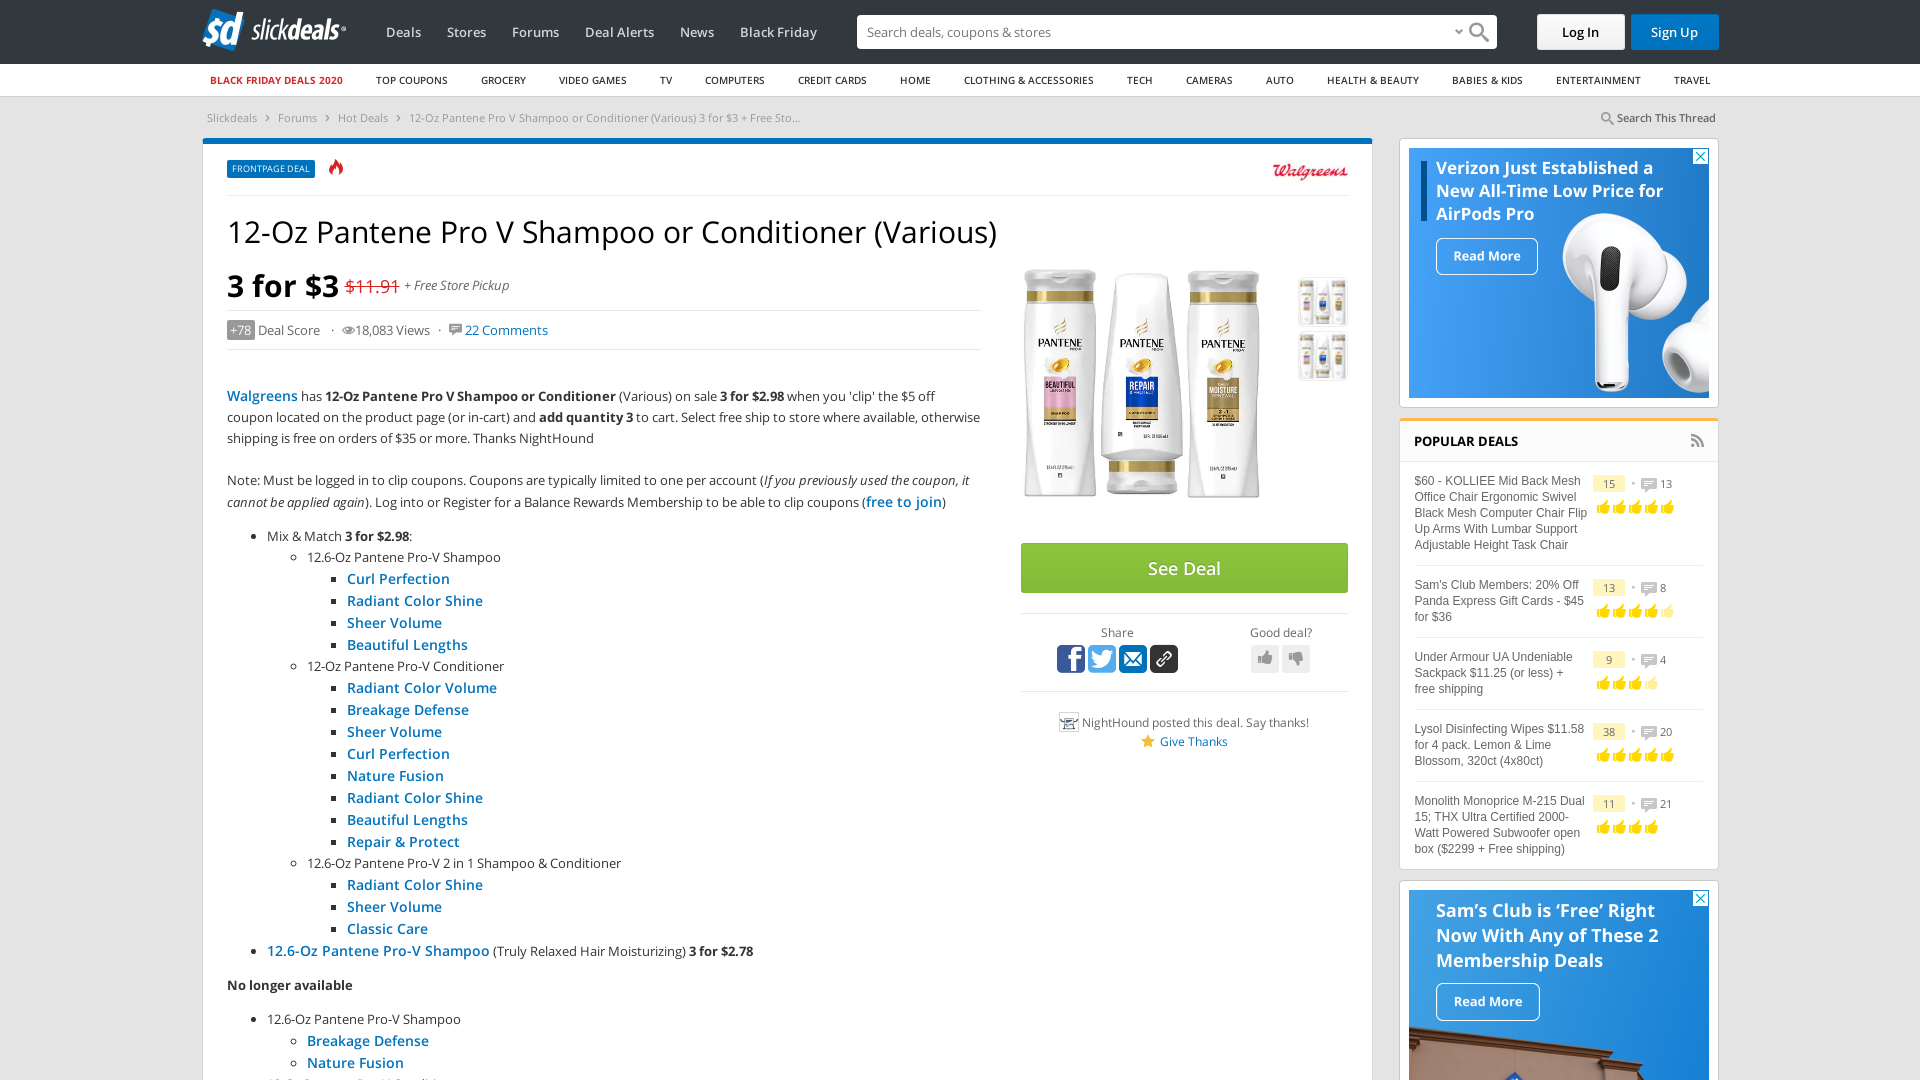 slickdeals
Deals
Stores
Forums
Deal Alerts
News
Black Friday
Search deals, coupons & stores
Log In
Sign Up
BLACK FRIDAY DEALS 2020
TOP COUPONS
GROCERY
VIDEO GAMES
TV
COMPUTERS
CREDIT CARDS
HOME
CLOTHING & ACCESSORIES
TECH
CAMERAS
AUTO
HEALTH & BEAUTY
BABIES & KIDS
ENTERTAINMENT
TRAVEL
Slickdeals › Forums › Hot Deals › 12-Oz Pantene Pro V Shampoo or Conditioner (Various) 3 for $3 + Free Sto...
Search This Thread
FRONTPAGE DEAL
Walgreens
12-Oz Pantene Pro V Shampoo or Conditioner (Various)
3 for $3 $11.91 + Free Store Pickup
+78 Deal Score · 18,083 Views · 22 Comments
Walgreens has 12-Oz Pantene Pro V Shampoo or Conditioner (Various) on sale 3 for $2.98 when you 'clip' the $5 off
coupon located on the product page (or in-cart) and add quantity 3 to cart. Select free ship to store where available, otherwise
shipping is free on orders of $35 or more. Thanks NightHound
Note: Must be logged in to clip coupons. Coupons are typically limited to one per account (If you previously used the coupon, it
cannot be applied again). Log into or Register for a Balance Rewards Membership to be able to clip coupons (free to join)
Mix & Match 3 for $2.98:
12.6-Oz Pantene Pro-V Shampoo
Curl Perfection
Radiant Color Shine
Sheer Volume
Beautiful Lengths
12-Oz Pantene Pro-V Conditioner
Radiant Color Volume
Breakage Defense
Sheer Volume
Curl Perfection
Nature Fusion
Radiant Color Shine
Beautiful Lengths
Repair & Protect
12.6-Oz Pantene Pro-V 2 in 1 Shampoo & Conditioner
Radiant Color Shine
Sheer Volume
Classic Care
12.6-Oz Pantene Pro-V Shampoo (Truly Relaxed Hair Moisturizing) 3 for $2.78
No longer available
12.6-Oz Pantene Pro-V Shampoo
Breakage Defense
Nature Fusion
PANTENE
PRO-V
BEAUTIFUL
SHAMPOO
PANTENE
PRO-V
REPAIR
& PROTECT
CONDITIONER
PANTENE
PRO-V
DAILY
MOISTURE
RENEWAL
2 in 1
See Deal
Share
Good deal?
NightHound posted this deal. Say thanks!
Give Thanks
Verizon Just Established a
New All-Time Low Price for
AirPods Pro
Read More
POPULAR DEALS
$60 - KOLLIEE Mid Back Mesh
Office Chair Ergonomic Swivel
Black Mesh Computer Chair Flip
Up Arms With Lumbar Support
Adjustable Height Task Chair
15 • 13
Sam's Club Members: 20% Off
Panda Express Gift Cards - $45
for $36
13 • 8
Under Armour UA Undeniable
Sackpack $11.25 (or less) +
free shipping
9 • 4
Lysol Disinfecting Wipes $11.58
for 4 pack. Lemon & Lime
Blossom, 320ct (4x80ct)
38 • 20
Monolith Monoprice M-215 Dual
15; THX Ultra Certified 2000-
Watt Powered Subwoofer open
box ($2299 + Free shipping)
11 • 21
Sam's Club is 'Free' Right
Now With Any of These 2
Membership Deals
Read More